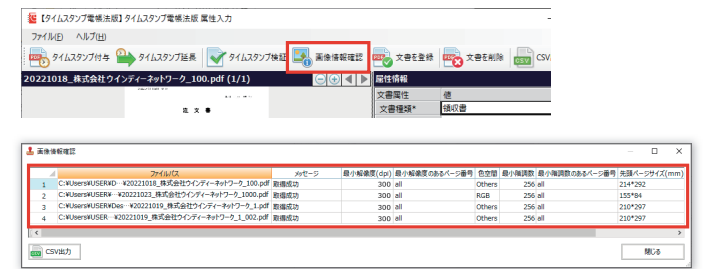 【タイムスタンプ電帳法版】タイムスタンプ電帳法版 属性入力
ファイル(F) ヘルプ(H)
タイムスタンプ付与 タイムスタンプ延長 タイムスタンプ検証 画像情報確認 文書を登録 文書を削除 CSV
20221018_株式会社ウインディーネットワーク_100.pdf (1/1) 属性情報
文書属性 値
注 文 書 文書種類* 領収書
画像情報確認
ファイルパス メッセージ 最小解像度(dpi) 最小解像度のあるページ番号 色空間 最小階調数 最小階調数のあるページ番号 先頭ページサイズ(mm)
1 C:¥Users¥USER¥D…¥20221018_株式会社ウインディーネットワーク_100.pdf 取得成功 300 all Others 256 all 214*292
2 C:¥Users¥USER…¥20221023_株式会社ウインディーネットワーク_1000.pdf 取得成功 300 all RGB 256 all 155*84
3 C:¥Users¥USER¥Des…¥20221019_株式会社ウインディーネットワーク_1.pdf 取得成功 300 all Others 256 all 210*297
4 C:¥Users¥USER…¥20221019_株式会社ウインディーネットワーク_1_002.pdf 取得成功 300 all Others 256 all 210*297
CSV出力 閉じる